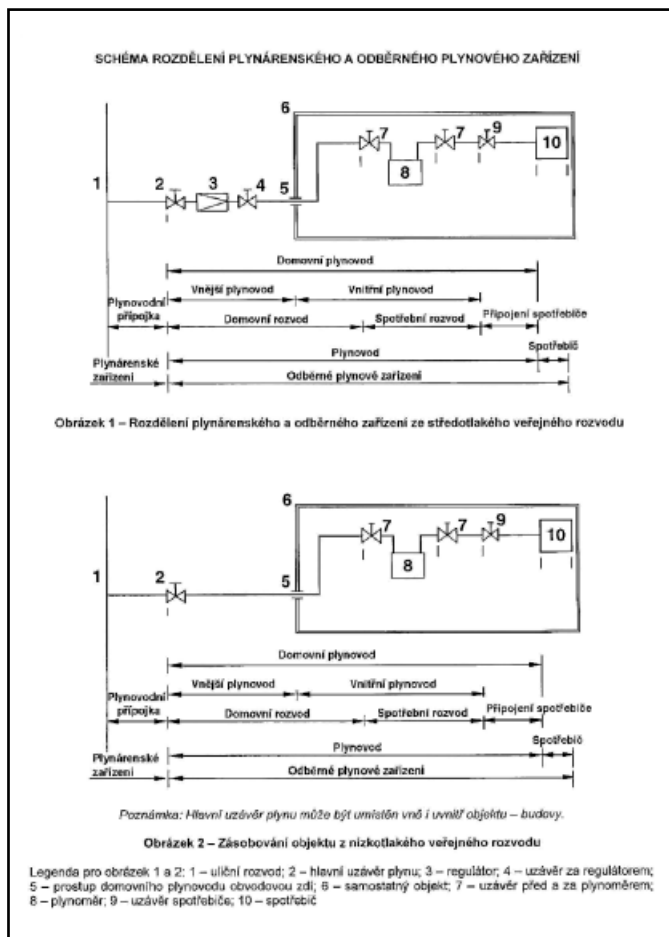 SCHÉMA ROZDĚLENÍ PLYNÁRENSKÉHO A ODBĚRNÉHO PLYNOVÉHO ZAŘÍZENÍ
6
7 7 9
10
8
1 2 3 4 5
Domovní plynovod
Vnější plynovod Vnitřní plynovod
Plynovodní přípojka
Domovní rozvod Spotřební rozvod Připojení spotřebiče
Plynovod Spotřebič
Plynárenské zařízení
Odběrné plynové zařízení
Obrázek 1 – Rozdělení plynárenského a odběrného zařízení ze středotlakého veřejného rozvodu
6
7 7 9
10
8
1 2 5
Domovní plynovod
Vnější plynovod Vnitřní plynovod
Plynovodní přípojka
Domovní rozvod Spotřební rozvod Připojení spotřebiče
Plynovod Spotřebič
Plynárenské zařízení
Odběrné plynové zařízení
Poznámka: Hlavní uzávěr plynu může být umístěn vně i uvnitř objektu – budovy.
Obrázek 2 – Zásobování objektu z nízkotlakého veřejného rozvodu
Legenda pro obrázek 1 a 2: 1 – uliční rozvod; 2 – hlavní uzávěr plynu; 3 – regulátor; 4 – uzávěr za regulátorem;
5 – prostup domovního plynovodu obvodovou zdí; 6 – samostatný objekt; 7 – uzávěr před a za plynoměrem;
8 – plynoměr; 9 – uzávěr spotřebiče; 10 – spotřebič